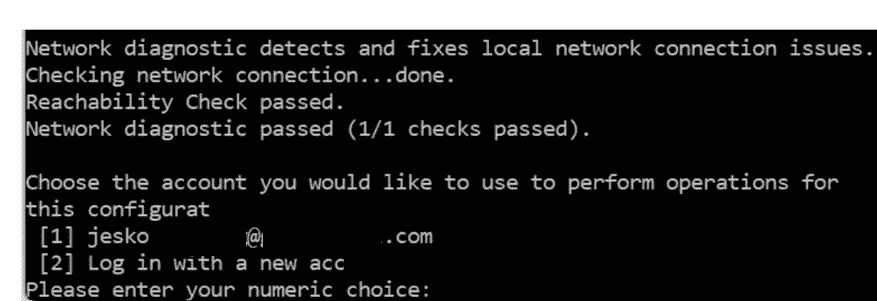 Network diagnostic detects and fixes local network connection issues.
Checking network connection...done.
Reachability Check passed.
Network diagnostic passed (1/1 checks passed).
Choose the account you would like to use to perform operations for
this configurat
[1] jesko @ .com
[2] Log in with a new acc
Please enter your numeric choice: